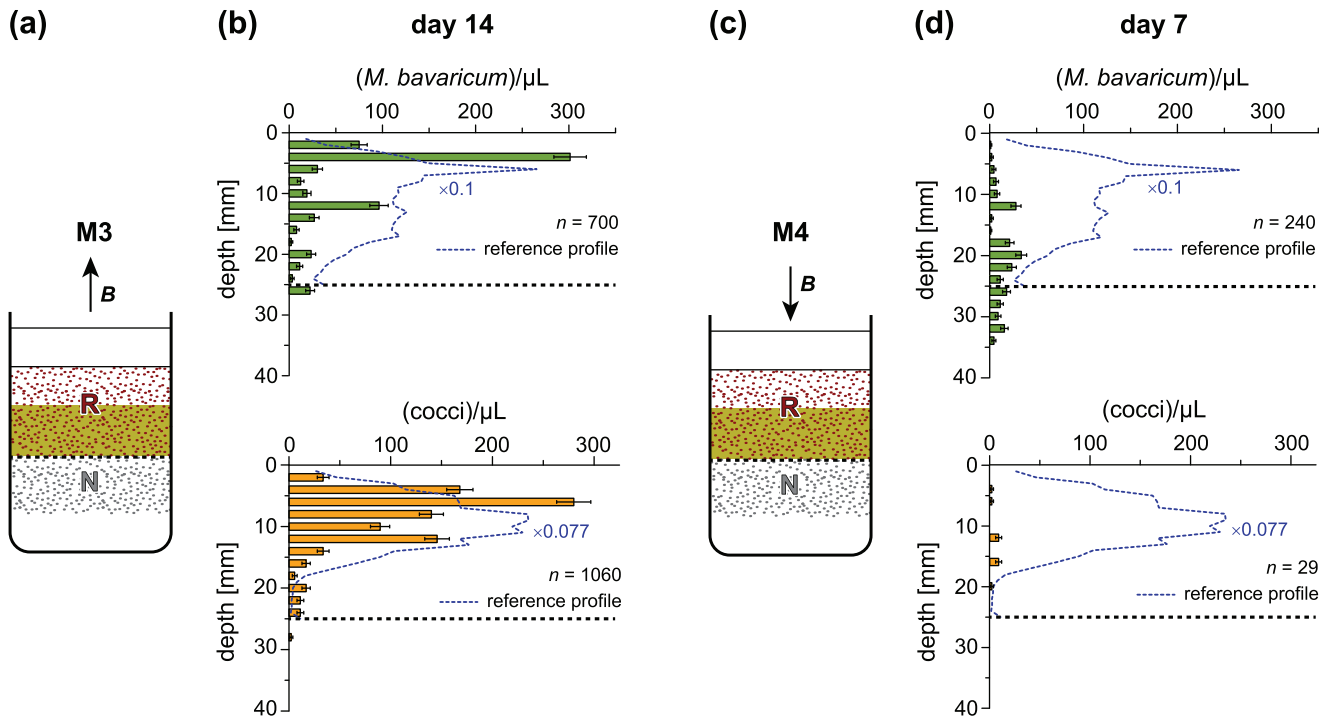 (a)
M3
B
R
N
(b)
day 14
(M. bavaricum)/µL
0 100 200 300
0
10
20
30
40
depth [mm]
×0.1
n = 700
reference profile
(cocci)/µL
0 100 200 300
0
10
20
30
40
depth [mm]
×0.077
n = 1060
reference profile
(c)
M4
B
R
N
(d)
day 7
(M. bavaricum)/µL
0 100 200 300
0
10
20
30
40
depth [mm]
×0.1
n = 240
reference profile
(cocci)/µL
0 100 200 300
0
10
20
30
40
depth [mm]
×0.077
n = 29
reference profile